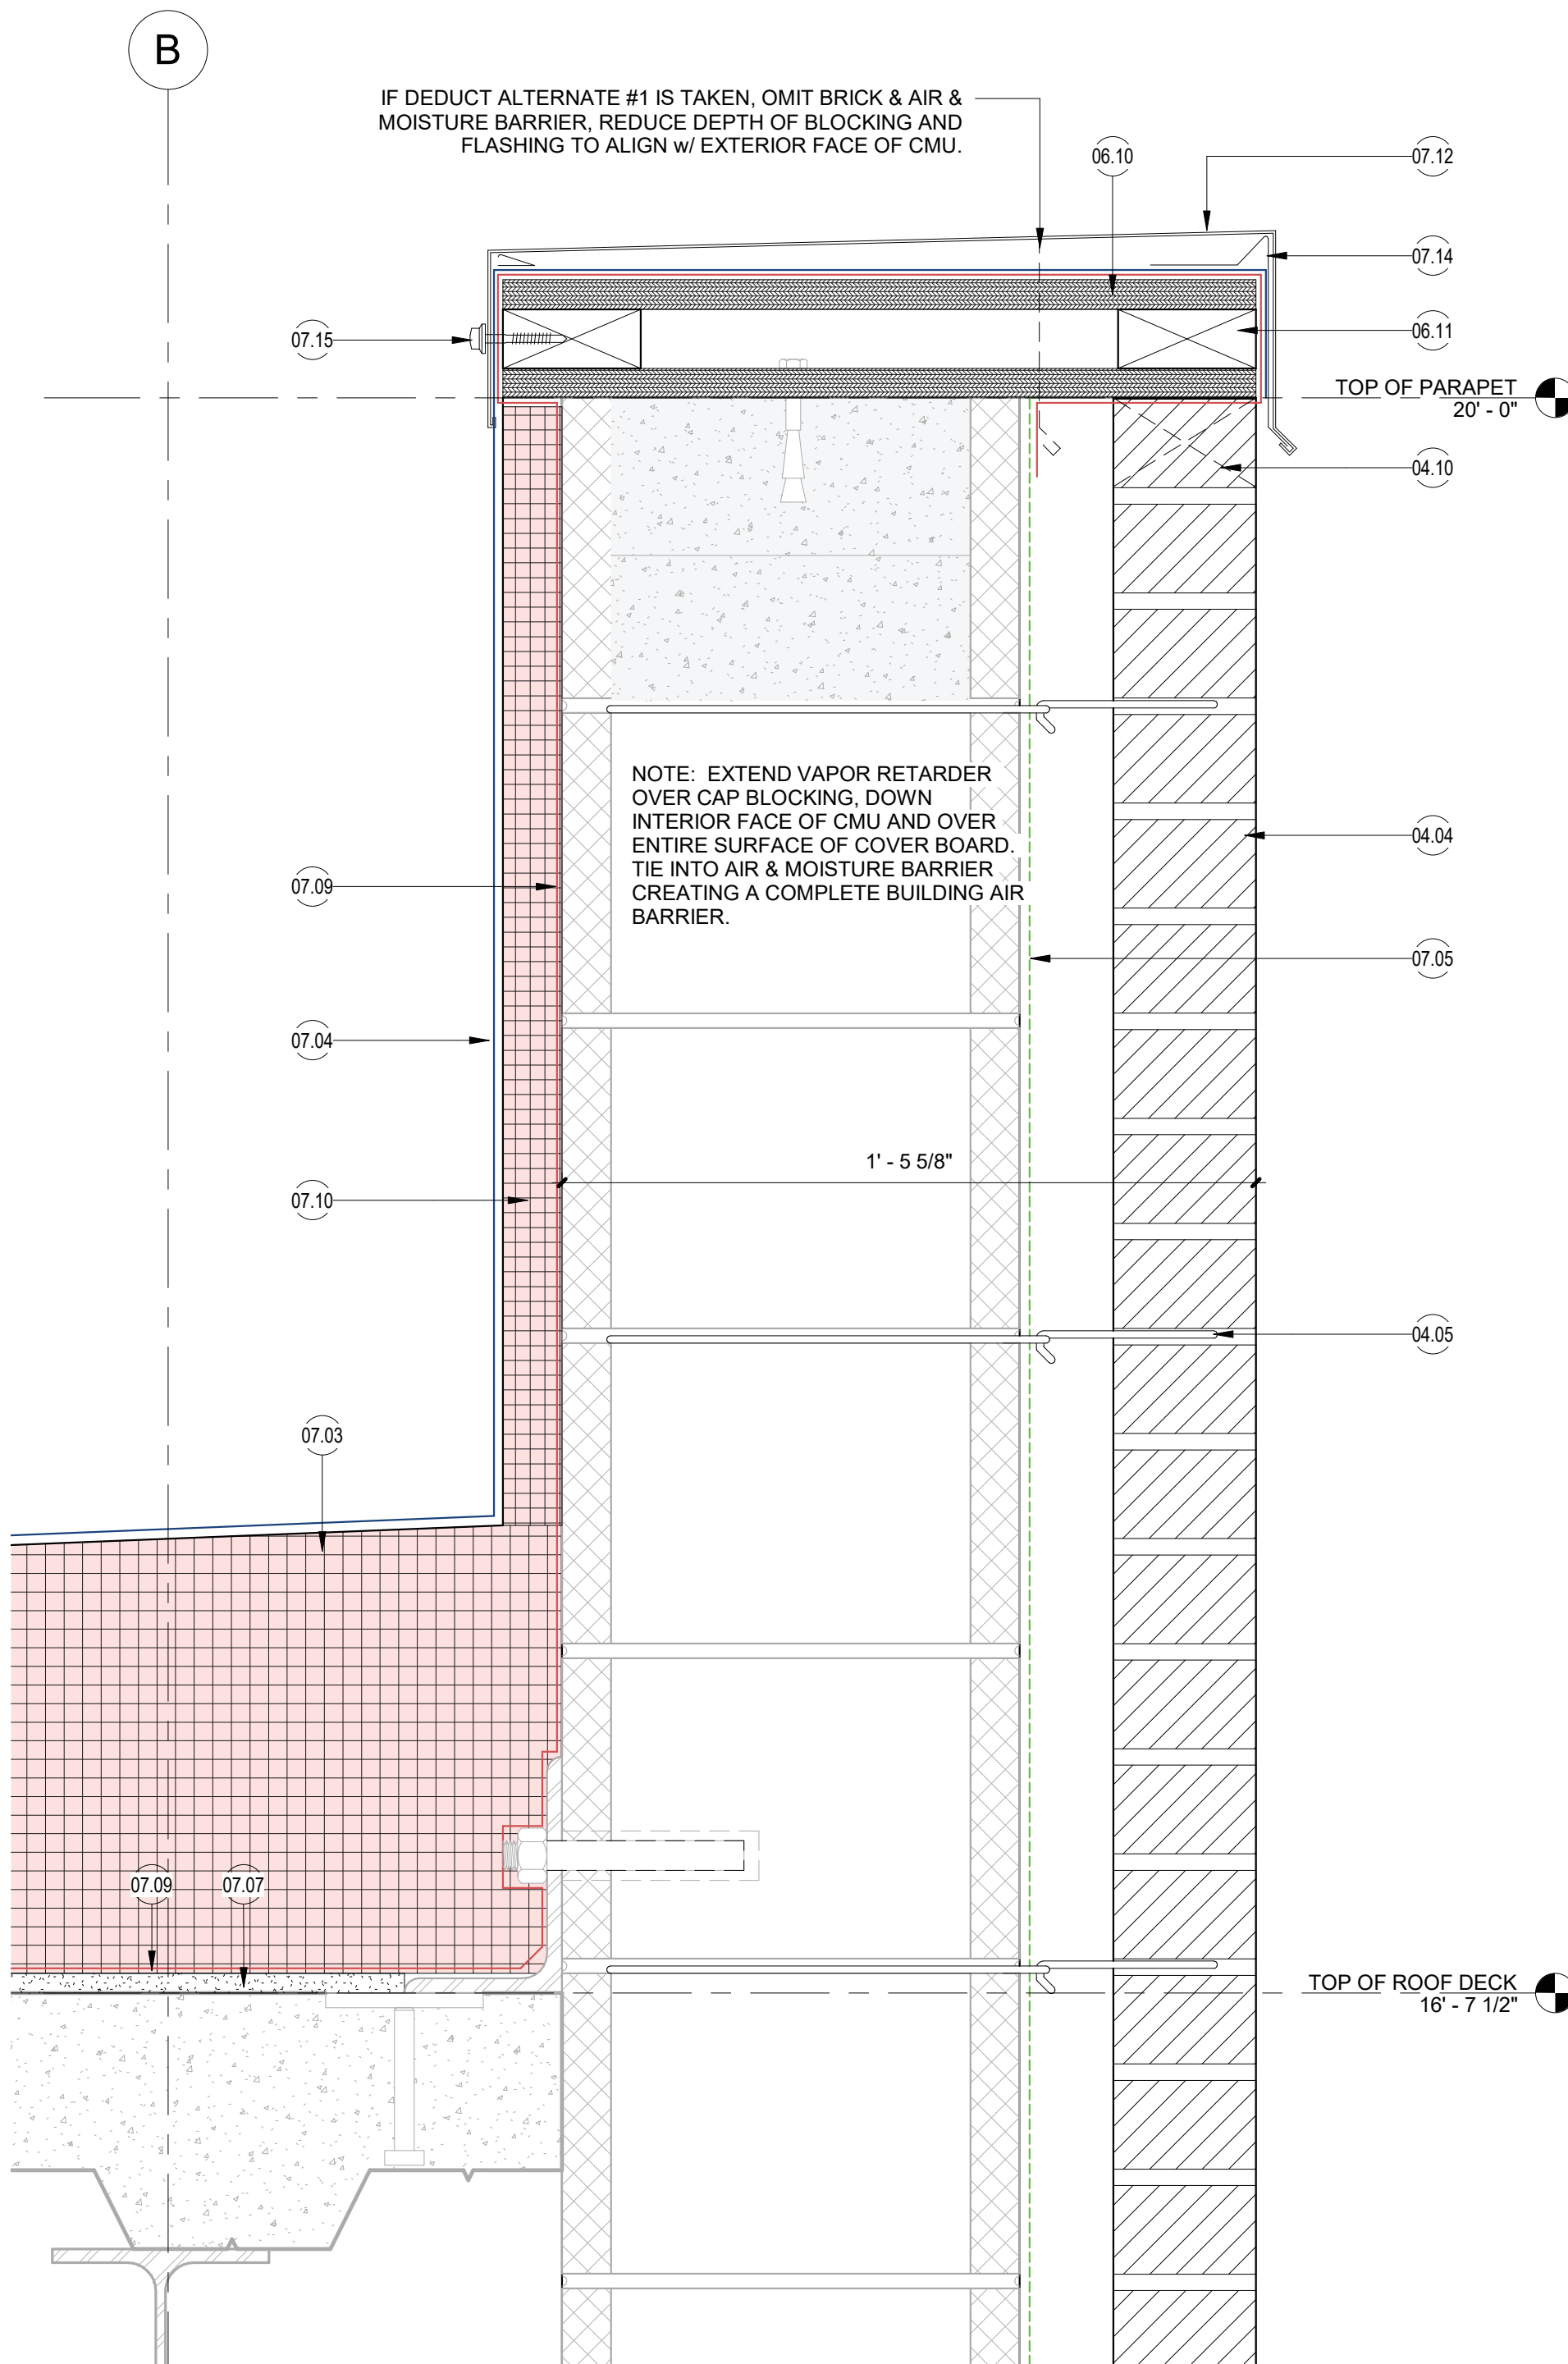 B
IF DEDUCT ALTERNATE #1 IS TAKEN, OMIT BRICK & AIR &
MOISTURE BARRIER, REDUCE DEPTH OF BLOCKING AND
FLASHING TO ALIGN w/ EXTERIOR FACE OF CMU.
06.10
07.12
07.14
07.15
06.11
TOP OF PARAPET
20' - 0"
04.10
NOTE: EXTEND VAPOR RETARDER
OVER CAP BLOCKING, DOWN
INTERIOR FACE OF CMU AND OVER
ENTIRE SURFACE OF COVER BOARD.
TIE INTO AIR & MOISTURE BARRIER
CREATING A COMPLETE BUILDING AIR
BARRIER.
04.04
07.09
07.05
07.04
1' - 5 5/8"
07.10
04.05
07.03
07.09
07.07
TOP OF ROOF DECK
16' - 7 1/2"